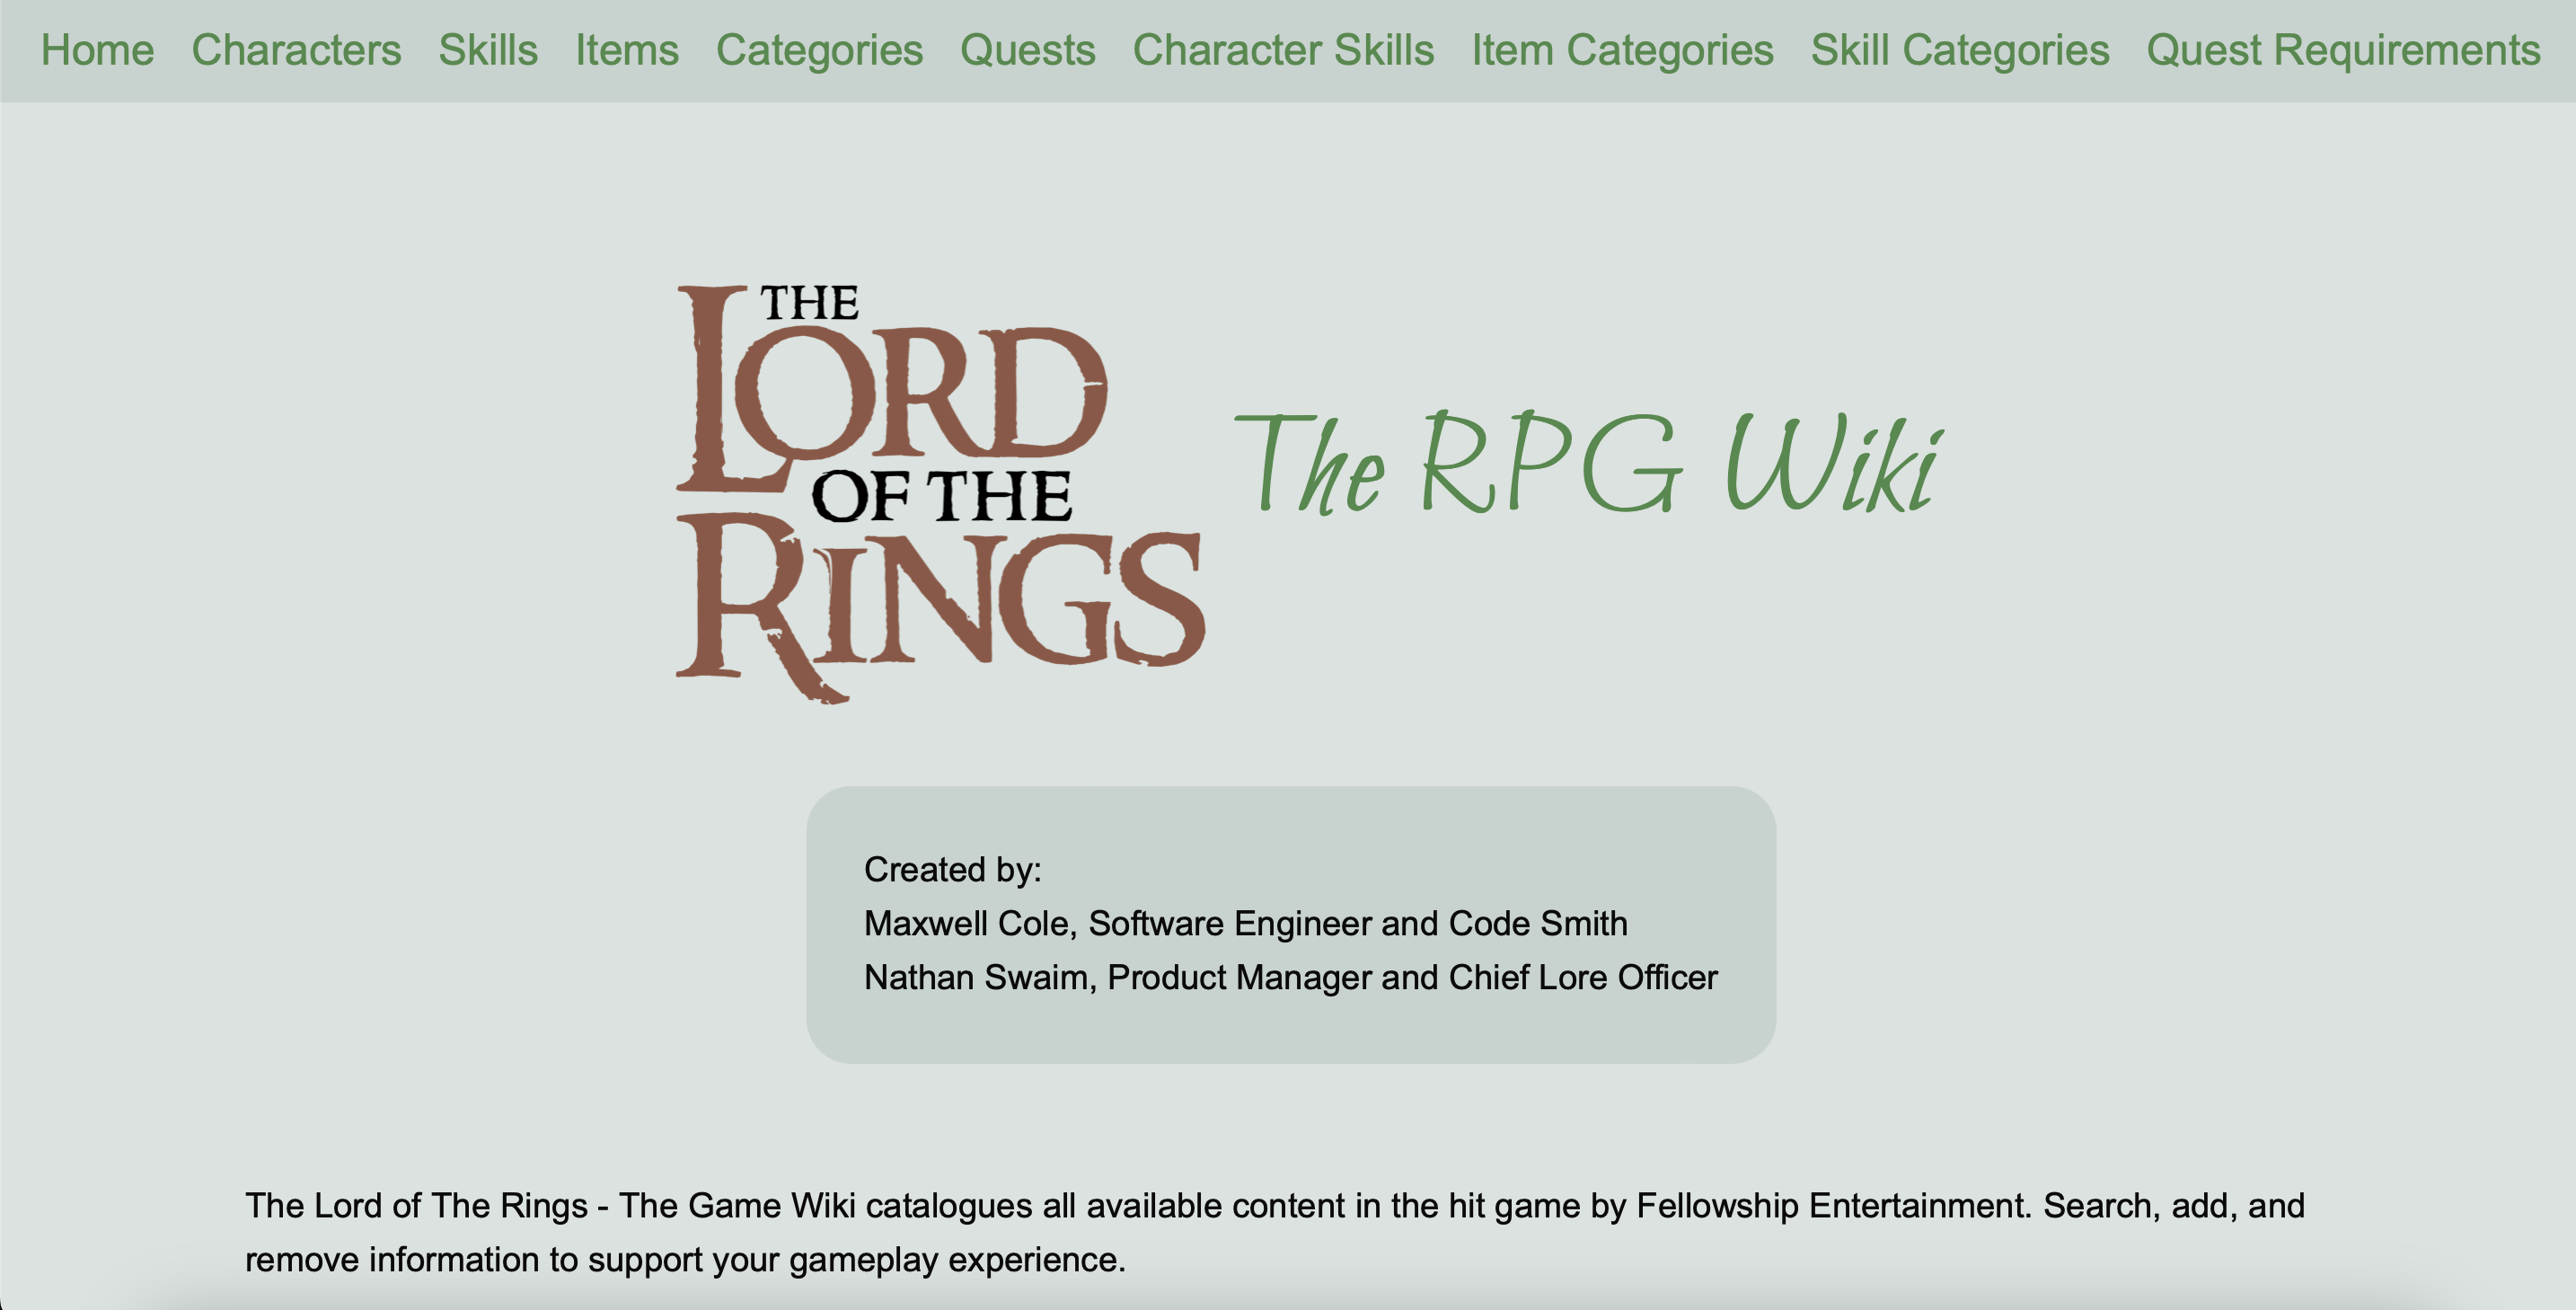 Home Characters Skills Items Categories Quests Character Skills Item Categories Skill Categories Quest Requirements
THE
LORD
OF THE
RINGS
The RPG Wiki
Created by:
Maxwell Cole, Software Engineer and Code Smith
Nathan Swaim, Product Manager and Chief Lore Officer
The Lord of The Rings - The Game Wiki catalogues all available content in the hit game by Fellowship Entertainment. Search, add, and
remove information to support your gameplay experience.